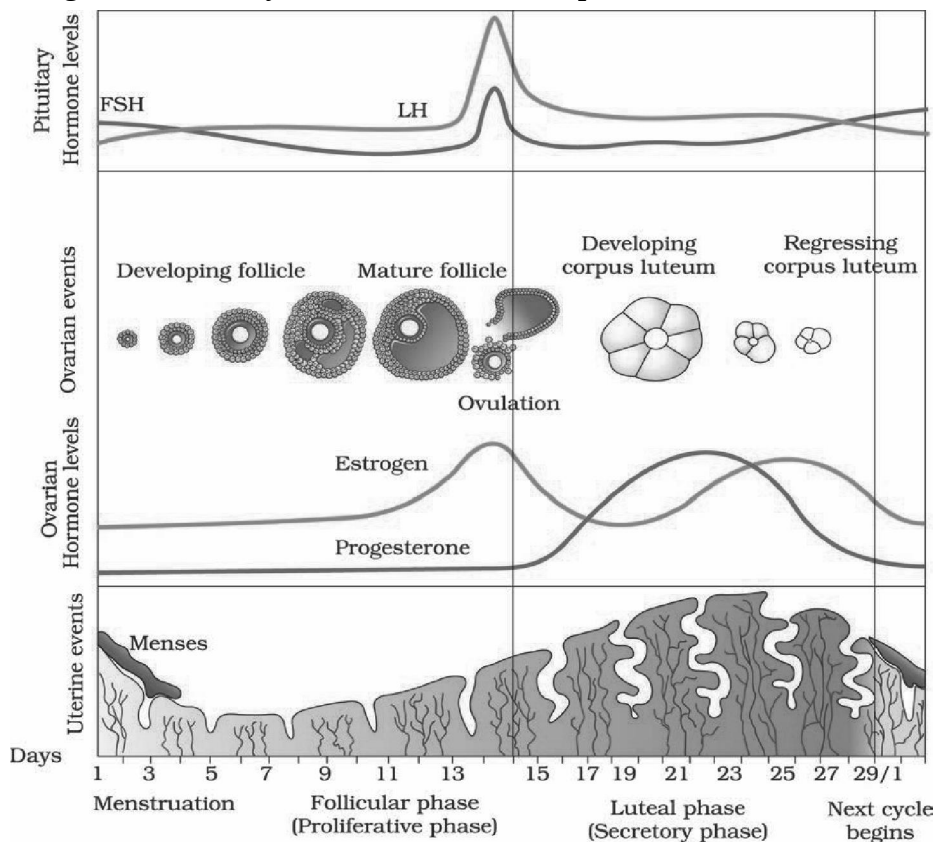 Pituitary
Hormone levels
FSH
LH
Ovarian events
Developing follicle
Mature follicle
Developing
corpus luteum
Regressing
corpus luteum
Ovulation
Ovarian
Hormone levels
Estrogen
Progesterone
Uterine events
Menses
Days
1 3 5 7 9 11 13 15 17 19 21 23 25 27 29/1
Menstruation
Follicular phase
(Proliferative phase)
Luteal phase
(Secretory phase)
Next cycle
begins